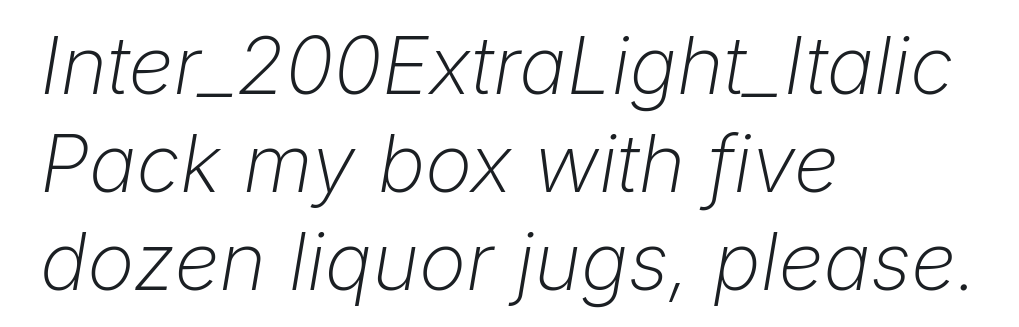 Inter_200ExtraLight_Italic
Pack my box with five
dozen liquor jugs, please.